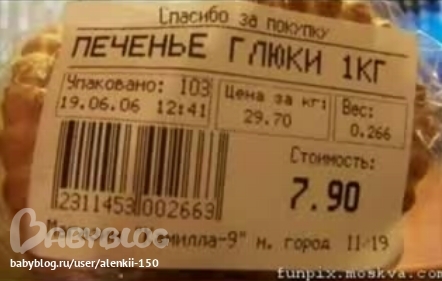 Спасибо за покупку
ПЕЧЕНЬЕ ГЛЮКИ 1КГ
Упаковано: 103
19.06.06 12:41
Цена за кг:
29.70
Вес:
0.266
Стоимость:
7.90
2311453 002663
"Земилла-9" н. город 11/19
BABYBLOG
babyblog.ru/user/alenkii-150
funpix.moskva.com